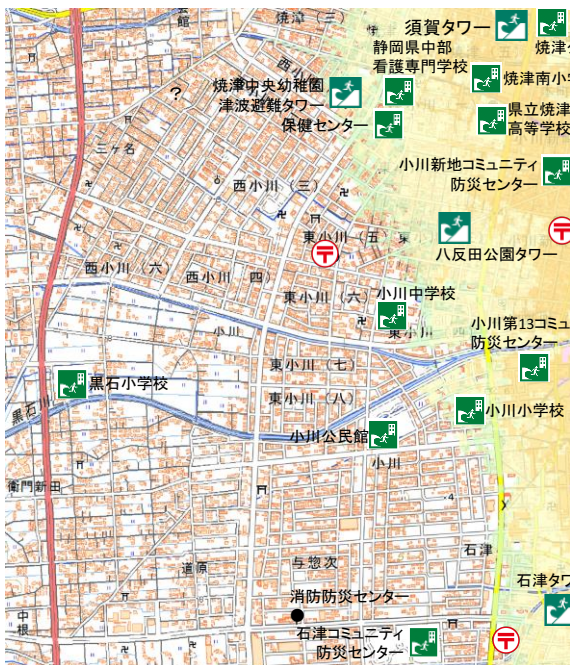 会館
焼津(三)
須賀タワー
静岡県中部
看護専門学校
焼津南小
焼津中央幼稚園
津波避難タワー
県立焼津
高等学校
保健センター
三ヶ名
小川新地コミュニティ
防災センター
西小川(三)
東小川(五)
八反田公園タワー
西小川(六)
西小川 四)
東小川(六)
小川中学校
小川
東小川
小川第13コミュ
防災センター
東小川(七)
黒石小学校
東小川(八)
黒石川
小川小学校
小川公民館
小川
衛門新田
石津
与惣次
道原
石津タワ
消防防災センター
中根
石津コミュニティ
防災センター